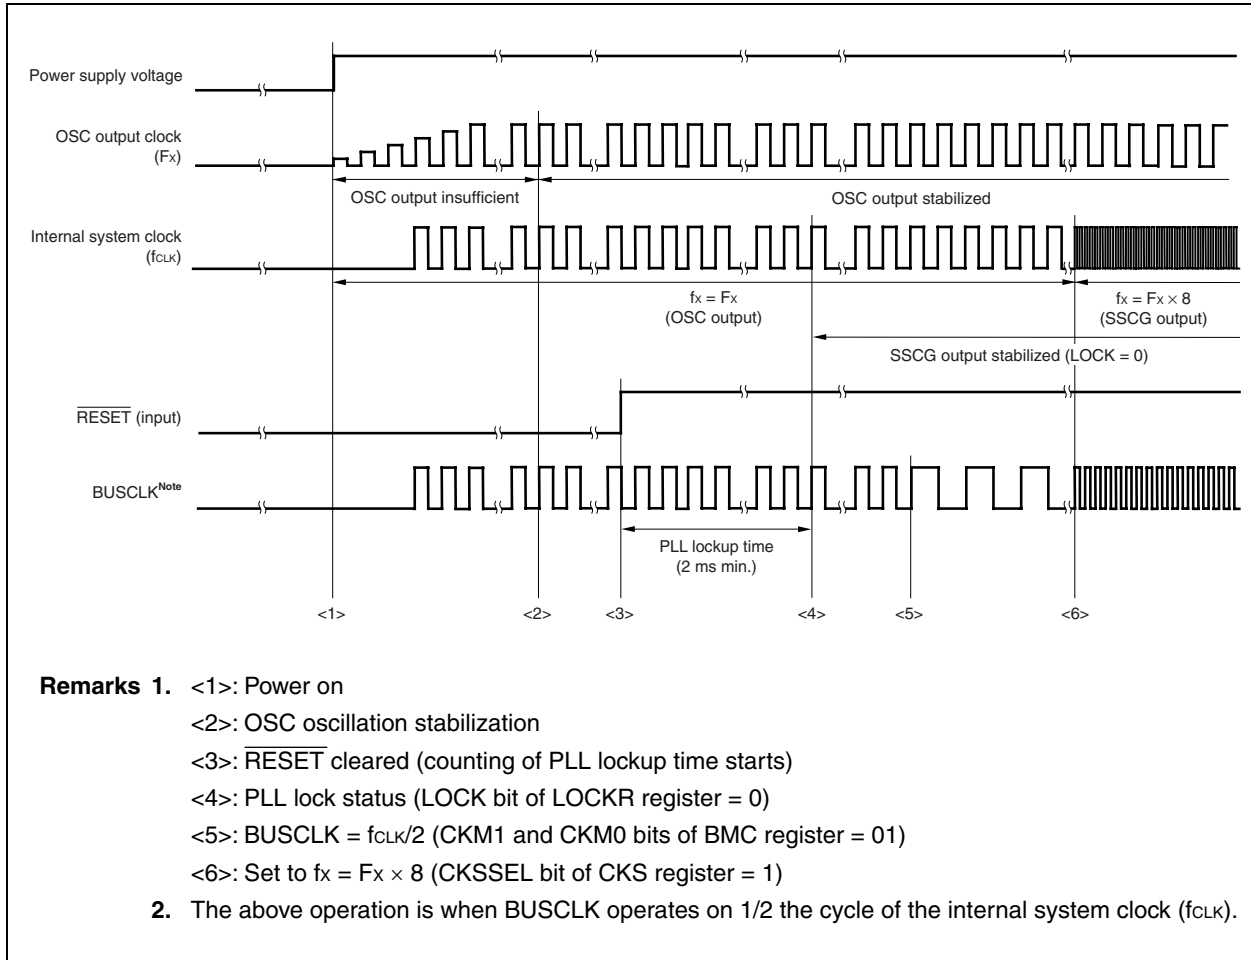 Power supply voltage
OSC output clock
(Fx)
OSC output insufficient
OSC output stabilized
Internal system clock
(fCLK)
fx = Fx
(OSC output)
fx = Fx × 8
(SSCG output)
SSCG output stabilized (LOCK = 0)
RESET (input)
BUSCLKNote
PLL lockup time
(2 ms min.)
<1>
<2>
<3>
<4>
<5>
<6>
Remarks 1. <1>: Power on
<2>: OSC oscillation stabilization
<3>: RESET cleared (counting of PLL lockup time starts)
<4>: PLL lock status (LOCK bit of LOCKR register = 0)
<5>: BUSCLK = fCLK/2 (CKM1 and CKM0 bits of BMC register = 01)
<6>: Set to fx = Fx × 8 (CKSSEL bit of CKS register = 1)
2. The above operation is when BUSCLK operates on 1/2 the cycle of the internal system clock (fCLK).